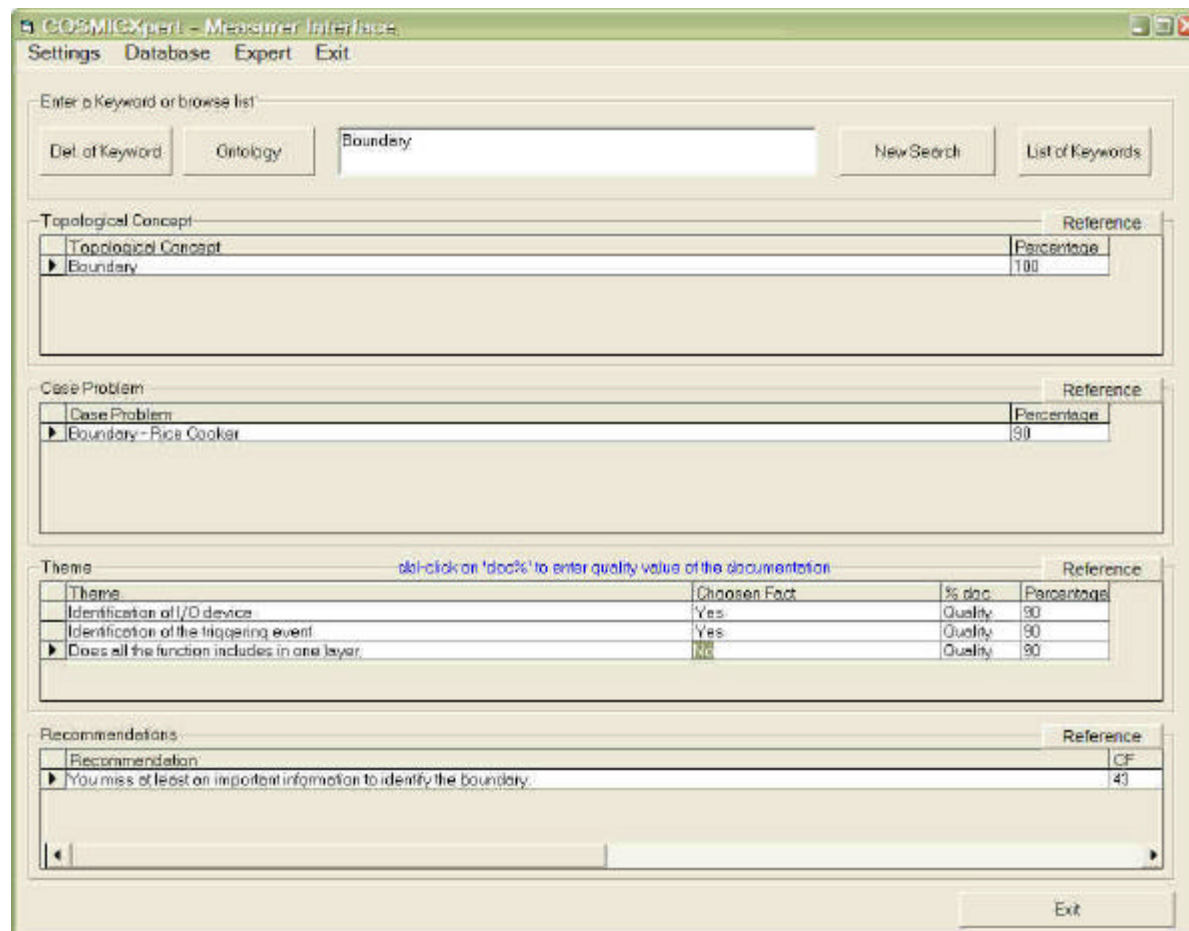 COSMICXpert - Measurer Interface
Settings Database Expert Exit
Enter a Keyword or browse list
Def. of Keyword Ontology Boundary New Search List of Keywords
Topological Concept Reference
Topological Concept Percentage
Boundary 100
Case Problem Reference
Case Problem Percentage
Boundary - Rice Cooker 90
Theme dbl-click on 'doc%' to enter quality value of the documentation Reference
Theme Choosen Fact % doc Percentage
Identification of I/O device Yes Quality 90
Identification of the triggering event Yes Quality 90
Does all the function includes in one layer. No Quality 90
Recommendations Reference
Recommendation CF
You miss at least an important information to identify the boundary. 43
Exit